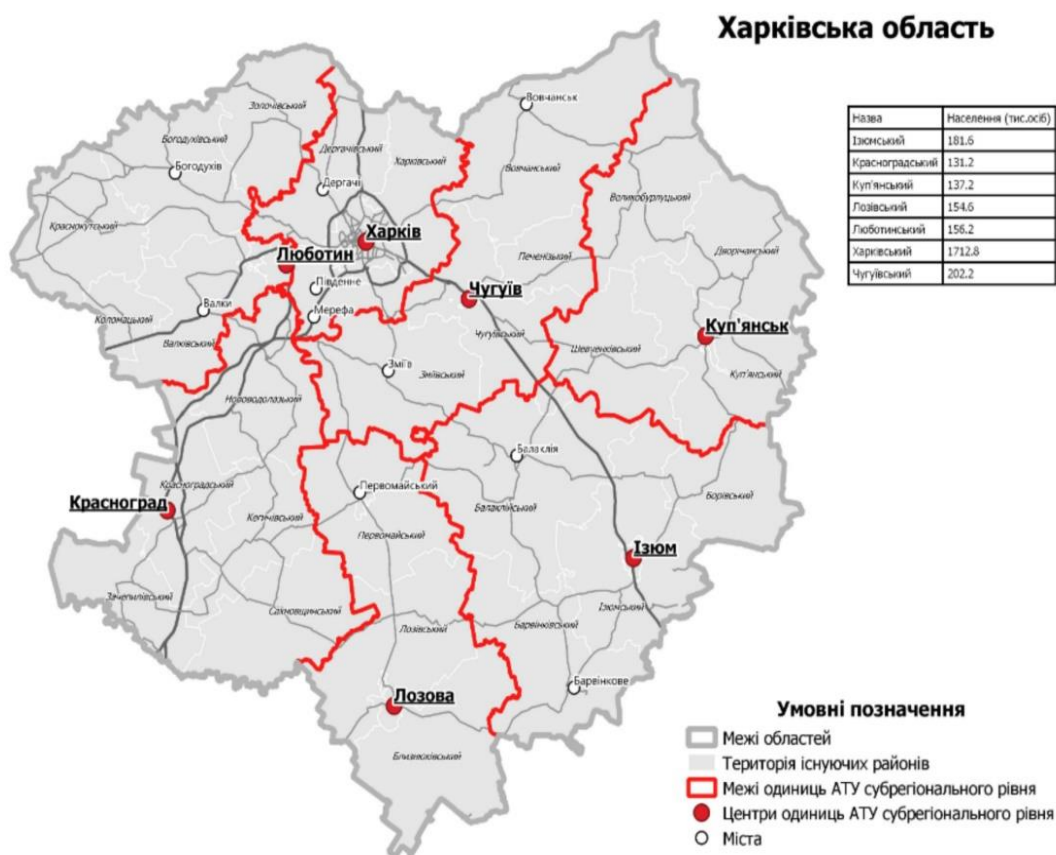 Харківська область
Назва Населення (тис.осіб)
Ізюмський 181.6
Красноградський 131.2
Куп'янський 137.2
Лозівський 154.6
Люботинський 156.2
Харківський 1712.8
Чугуївський 202.2
Вовчанськ
Золочівський
Богодухівський
Дергачівський
Харківський
Вовчанський
Богодухів
Дергачі
Великобурлуцький
Краснокутський
Харків
Люботин
Дворічанський
Печенізький
Південне
Чугуїв
Валки
Мерефа
Коломацький
Чугуївський
Куп'янськ
Валківський
Шевченківський
Зміїв
Зміївський
Куп'янський
Нововодолазький
Балаклія
Красноградський
Первомайський
Борівський
Красноград
Кегичівський
Балаклійський
Первомайський
Ізюм
Зачепилівський
Сахновщинський
Ізюмський
Лозівський
Барвінківський
Лозова
Барвінкове
Близнюківський
Умовні позначення
Межі областей
Територія існуючих районів
Межі одиниць АТУ субрегіонального рівня
Центри одиниць АТУ субрегіонального рівня
Міста